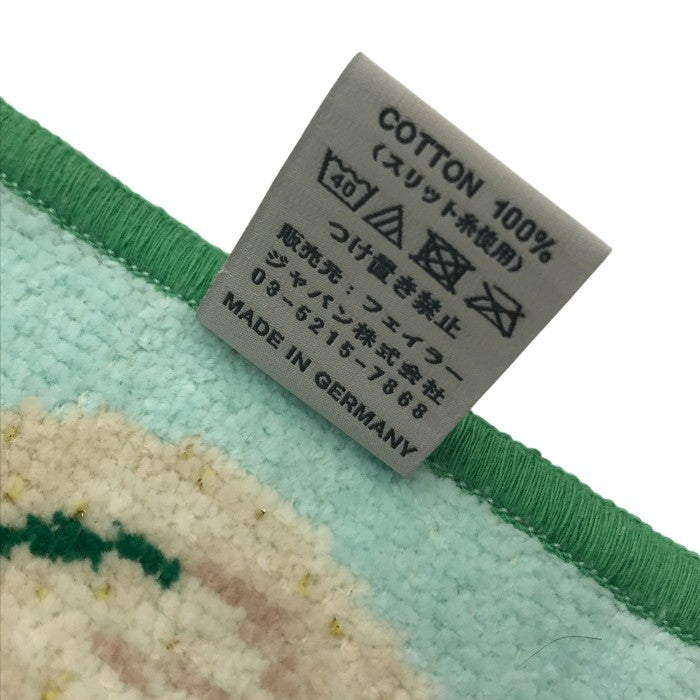 COTTON 100%
(スリット糸使用)
40
つけ置き禁止
販売元:フェイラー
ジャパン株式会社
03-5215-7868
MADE IN GERMANY